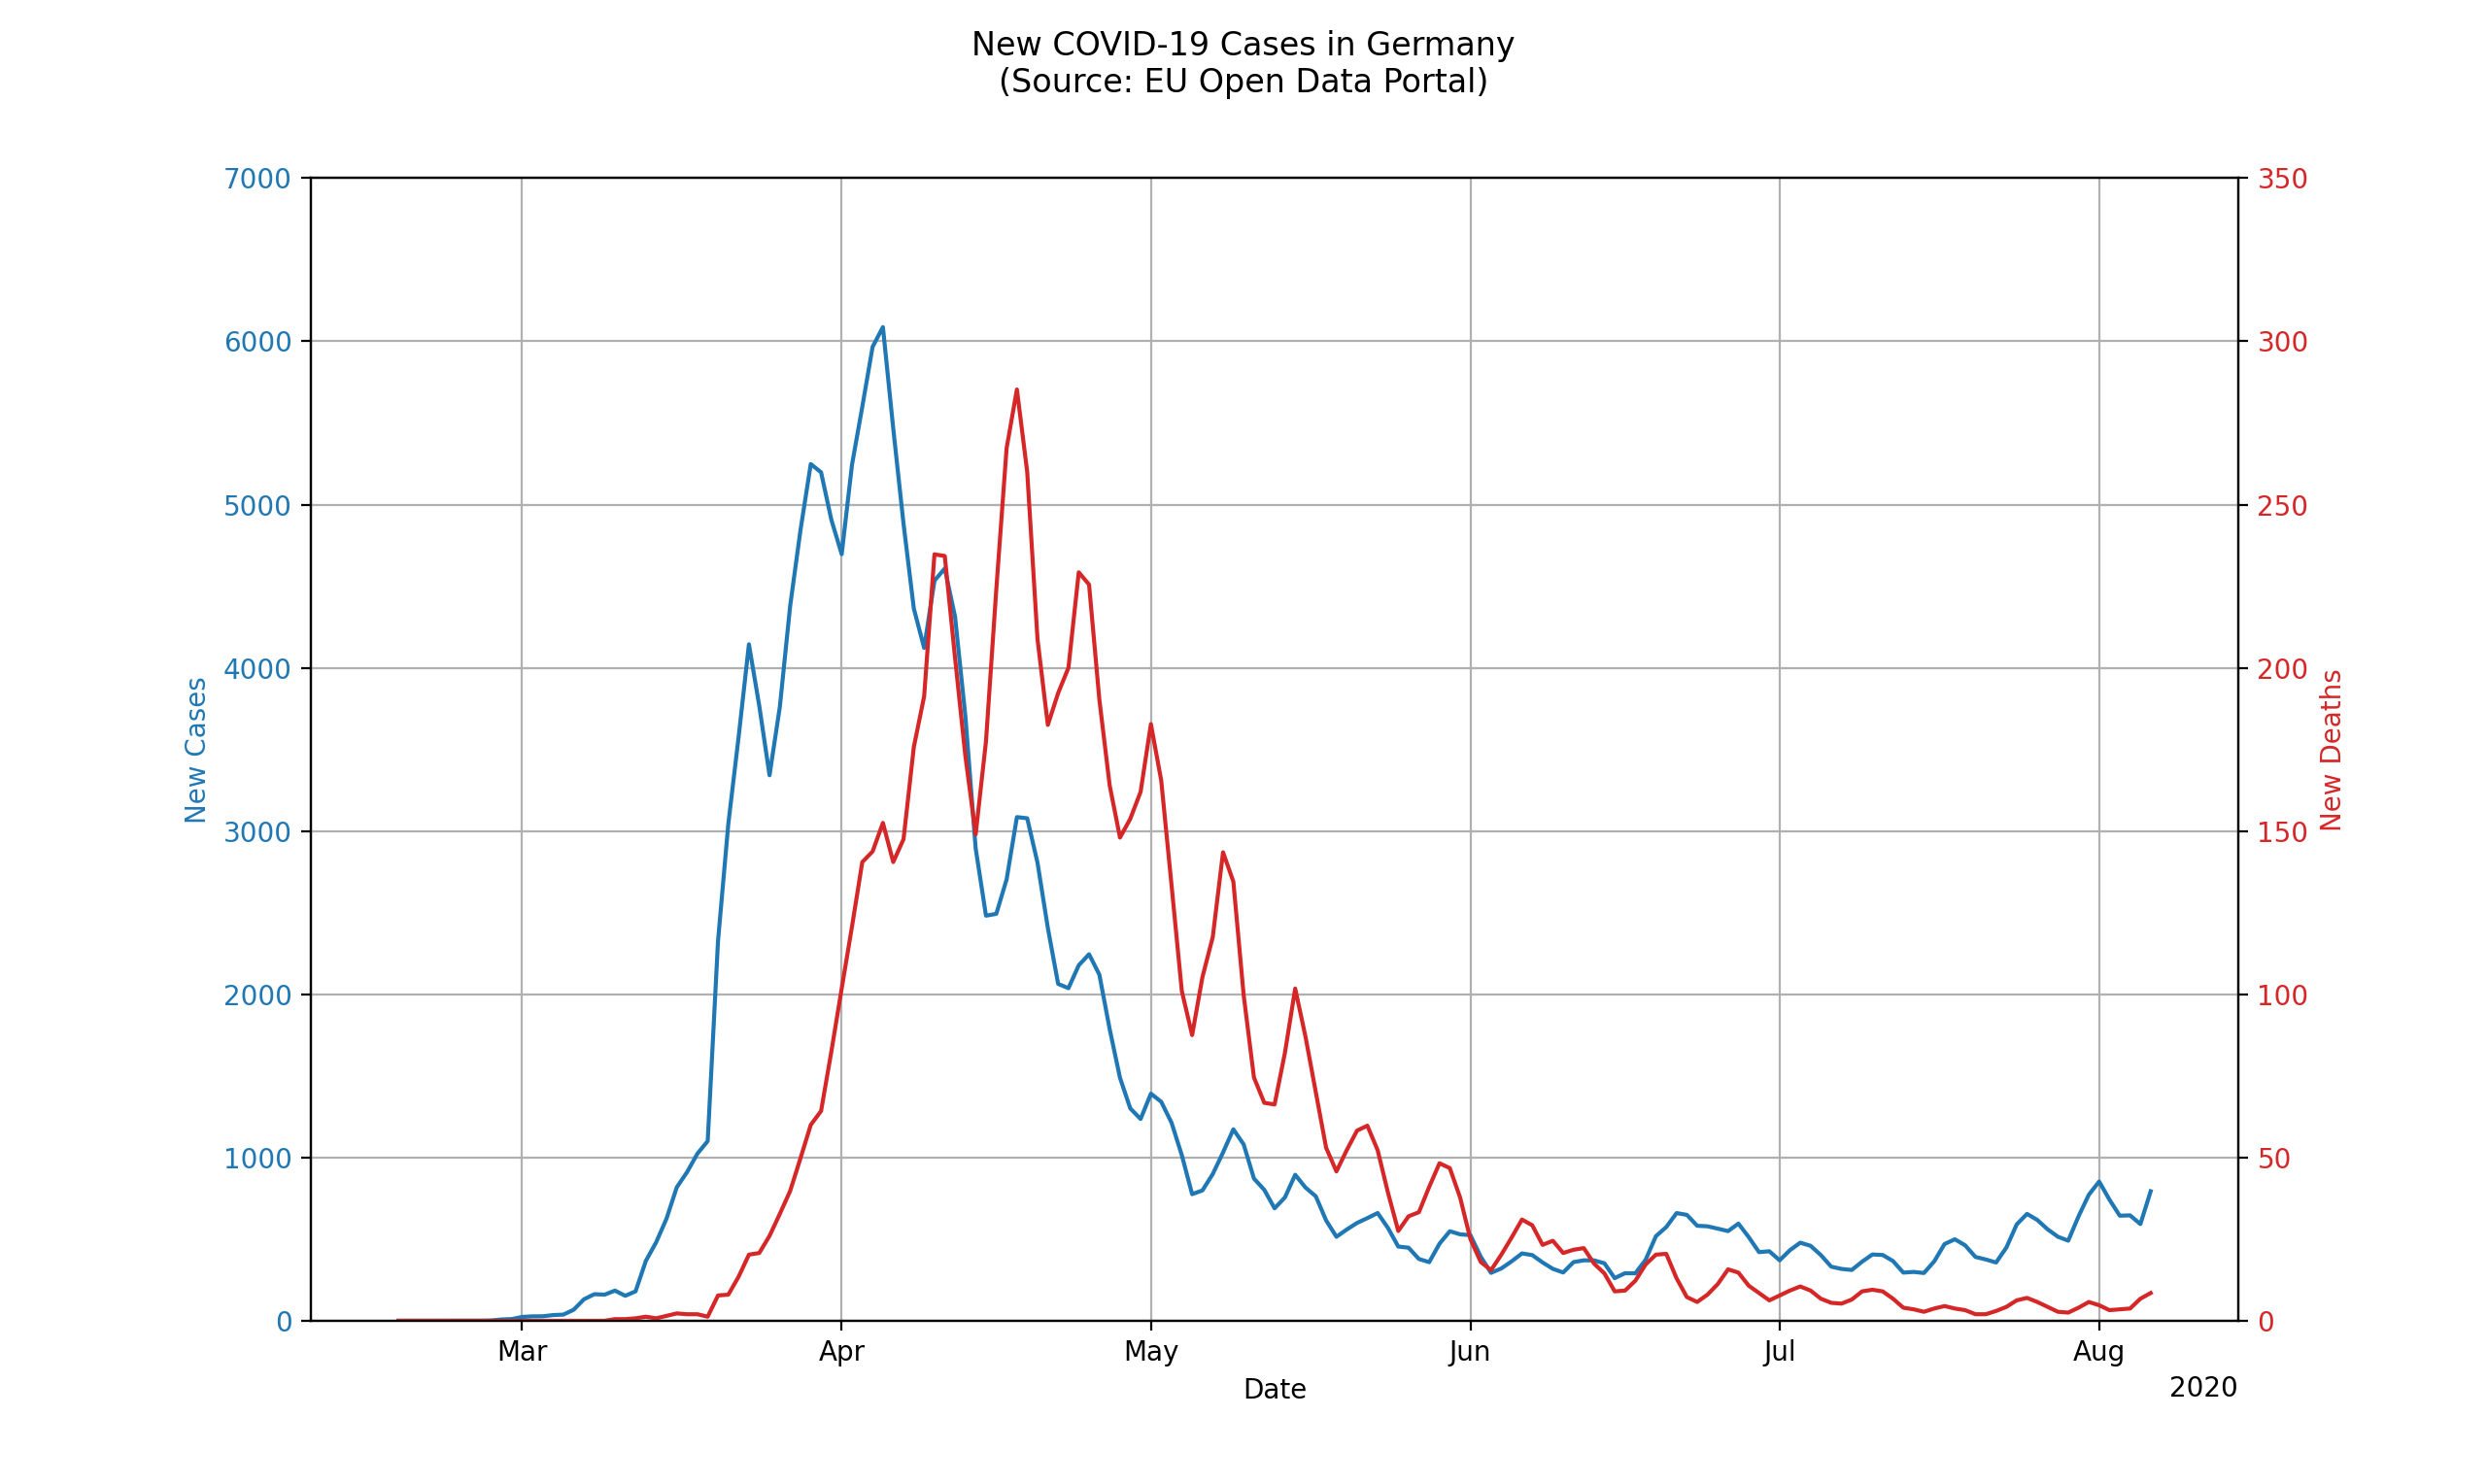 New COVID-19 Cases in Germany
(Source: EU Open Data Portal)
7000
6000
5000
4000
3000
2000
1000
0
New Cases
350
300
250
200
150
100
50
0
New Deaths
Mar
Apr
May
Jun
Jul
Aug
Date
2020